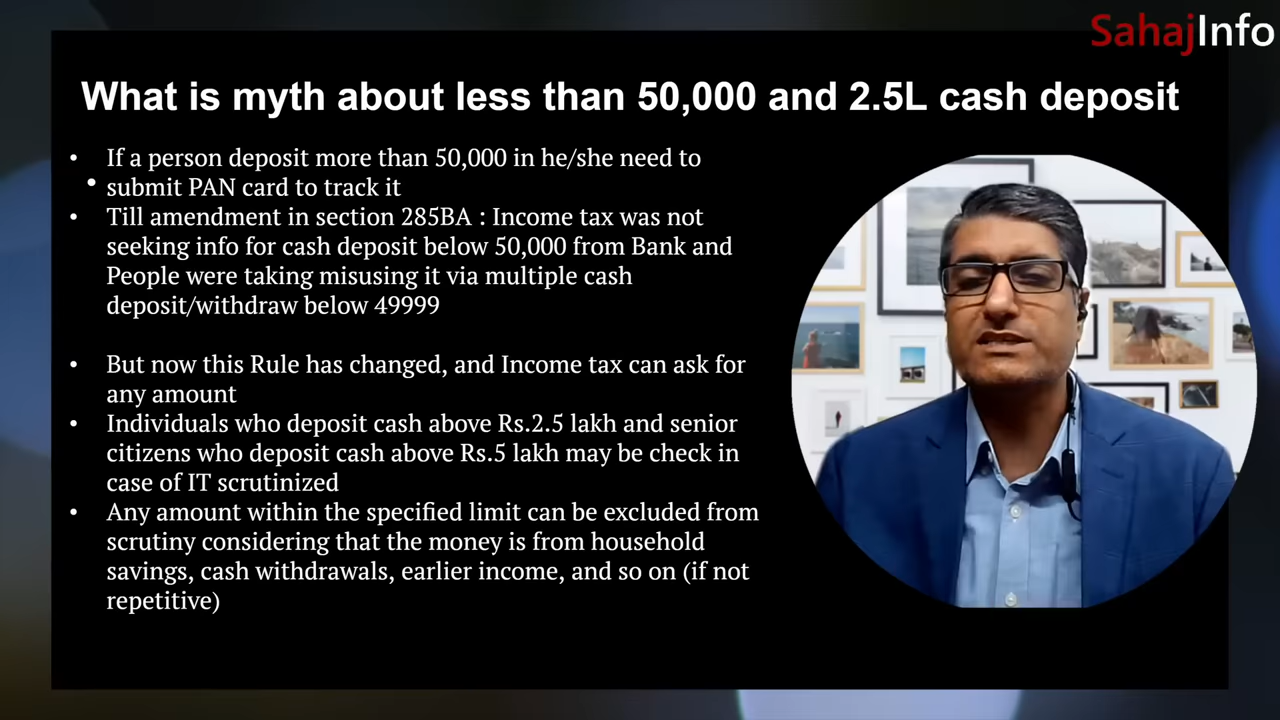 SahajInfo
What is myth about less than 50,000 and 2.5L cash deposit
• If a person deposit more than 50,000 in he/she need to
• submit PAN card to track it
• Till amendment in section 285BA : Income tax was not
seeking info for cash deposit below 50,000 from Bank and
People were taking misusing it via multiple cash
deposit/withdraw below 49999
• But now this Rule has changed, and Income tax can ask for
any amount
• Individuals who deposit cash above Rs.2.5 lakh and senior
citizens who deposit cash above Rs.5 lakh may be check in
case of IT scrutinized
• Any amount within the specified limit can be excluded from
scrutiny considering that the money is from household
savings, cash withdrawals, earlier income, and so on (if not
repetitive)